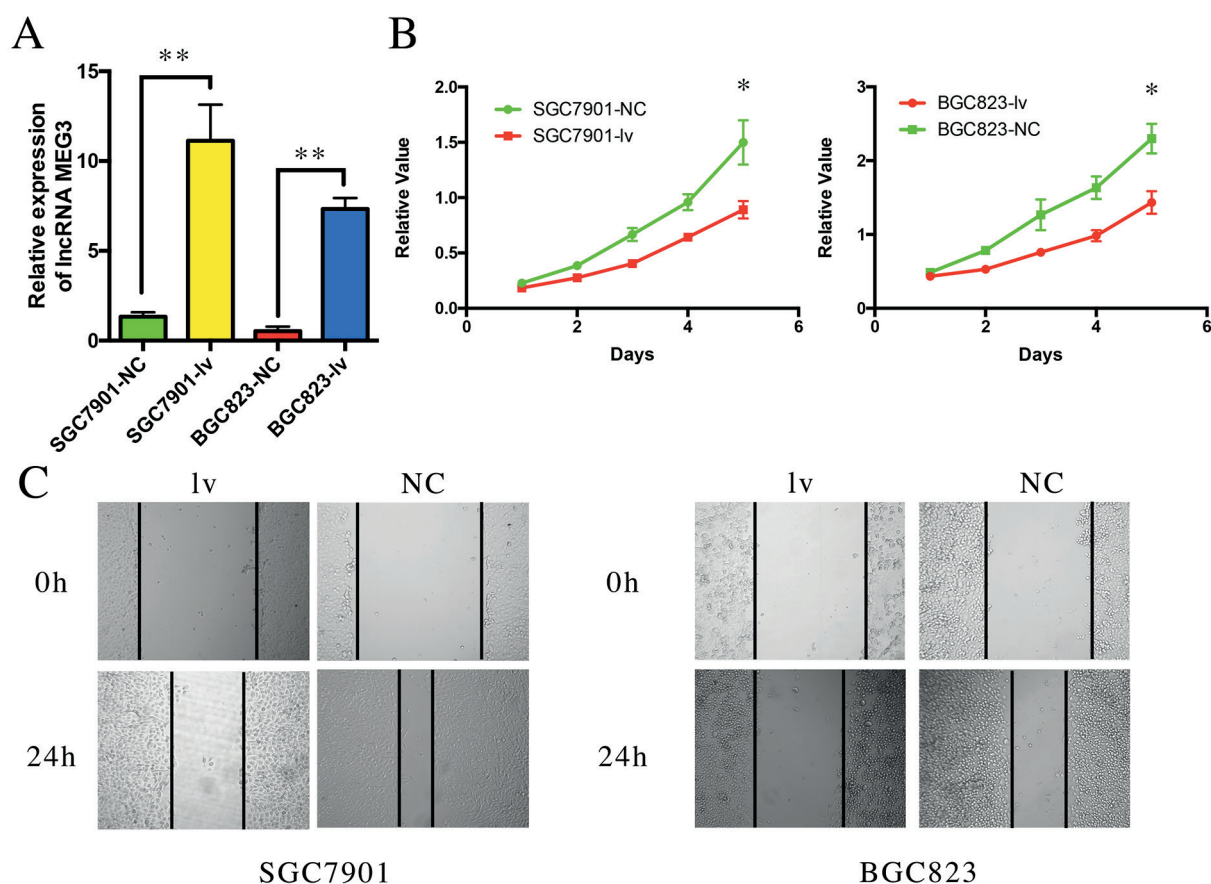 A
**
**
Relative expression
of lncRNA MEG3
15
10
5
0
SGC7901-NC
SGC7901-lv
BGC823-NC
BGC823-lv
B
2.0
1.5
1.0
0.5
0.0
Relative Value
SGC7901-NC
SGC7901-lv
*
0 2 4 6
Days
3
2
1
0
Relative Value
BGC823-lv
BGC823-NC
*
0 2 4 6
Days
C
lv NC
0h
24h
SGC7901
lv NC
0h
24h
BGC823